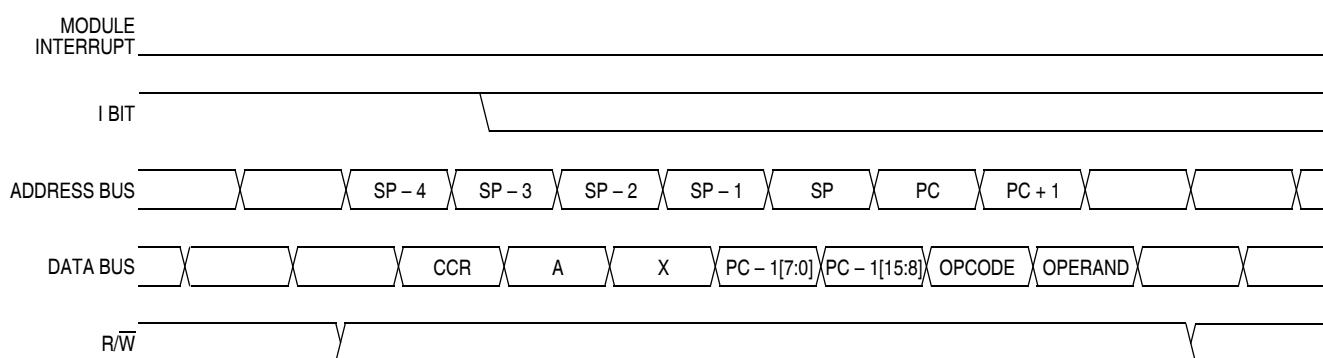 MODULE
INTERRUPT
I BIT
ADDRESS BUS SP – 4 SP – 3 SP – 2 SP – 1 SP PC PC + 1
DATA BUS CCR A X PC – 1[7:0] PC – 1[15:8] OPCODE OPERAND
R/W̅